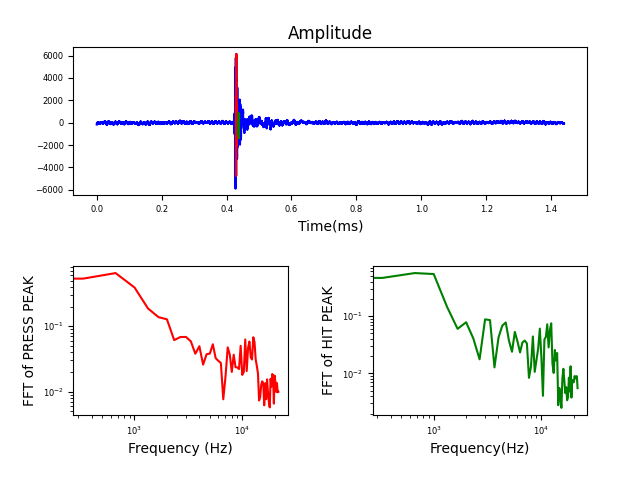 Amplitude
6000
4000
2000
0
−2000
−4000
−6000
0.0 0.2 0.4 0.6 0.8 1.0 1.2 1.4
Time(ms)
FFT of PRESS PEAK
10⁻¹
10⁻²
10³ 10⁴
Frequency (Hz)
FFT of HIT PEAK
10⁻¹
10⁻²
10³ 10⁴
Frequency(Hz)